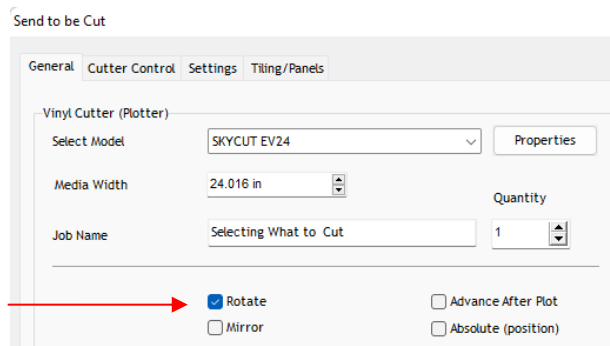 Send to be Cut
General Cutter Control Settings Tiling/Panels
Vinyl Cutter (Plotter)
Select Model SKYCUT EV24 Properties
Media Width 24.016 in
Quantity
Job Name Selecting What to Cut 1
Rotate Advance After Plot
Mirror Absolute (position)